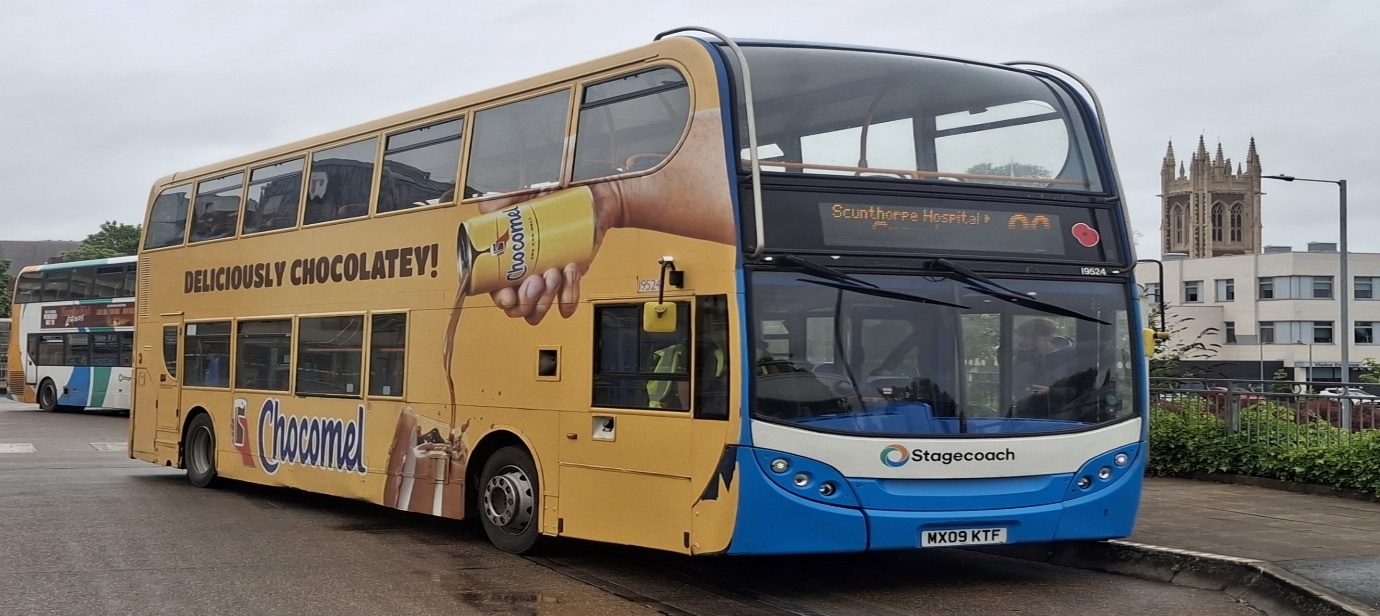 DELICIOUSLY CHOCOLATEY!
Chocomel
Chocomel
19524
Scunthorpe Hospital
19524
Stagecoach
MX09 KTF